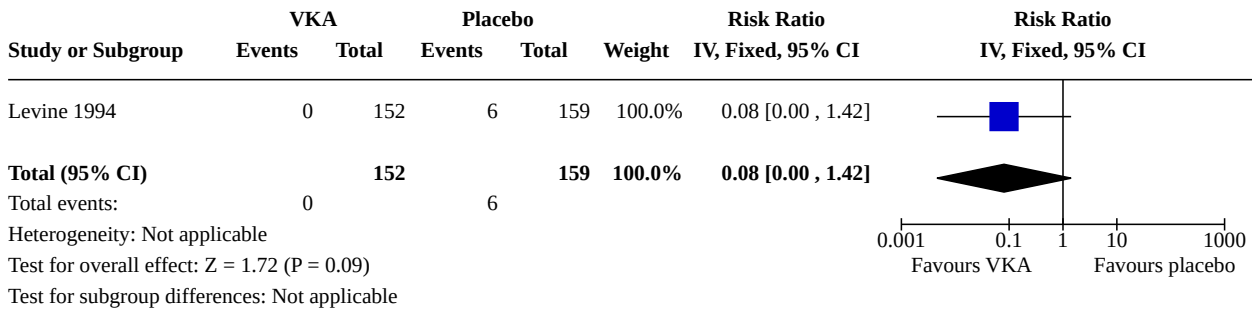 VKA Placebo Risk Ratio Risk Ratio
Study or Subgroup Events Total Events Total Weight IV, Fixed, 95% CI IV, Fixed, 95% CI
Levine 1994 0 152 6 159 100.0% 0.08 [0.00 , 1.42]
Total (95% CI) 152 159 100.0% 0.08 [0.00 , 1.42]
Total events: 0 6
Heterogeneity: Not applicable
0.001 0.1 1 10 1000
Test for overall effect: Z = 1.72 (P = 0.09)
Favours VKA Favours placebo
Test for subgroup differences: Not applicable